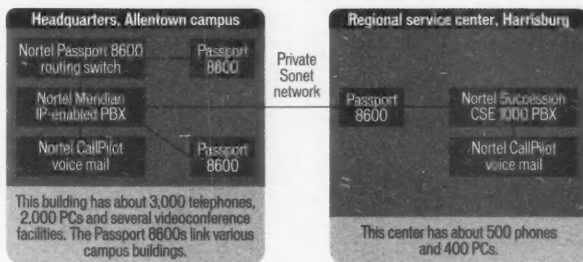 Headquarters, Allentown campus
Nortel Passport 8600
routing switch
Passport
8600
Nortel Meridian
IP-enabled PBX
Nortel CallPilot
voice mail
Passport
8600
This building has about 3,000 telephones,
2,000 PCs and several videoconference
facilities. The Passport 8600s link various
campus buildings.
Private
Sonet
network
Regional service center, Harrisburg
Passport
8600
Nortel Succession
CSE 1000 PBX
Nortel CallPilot
voice mail
This center has about 500 phones
and 400 PCs.